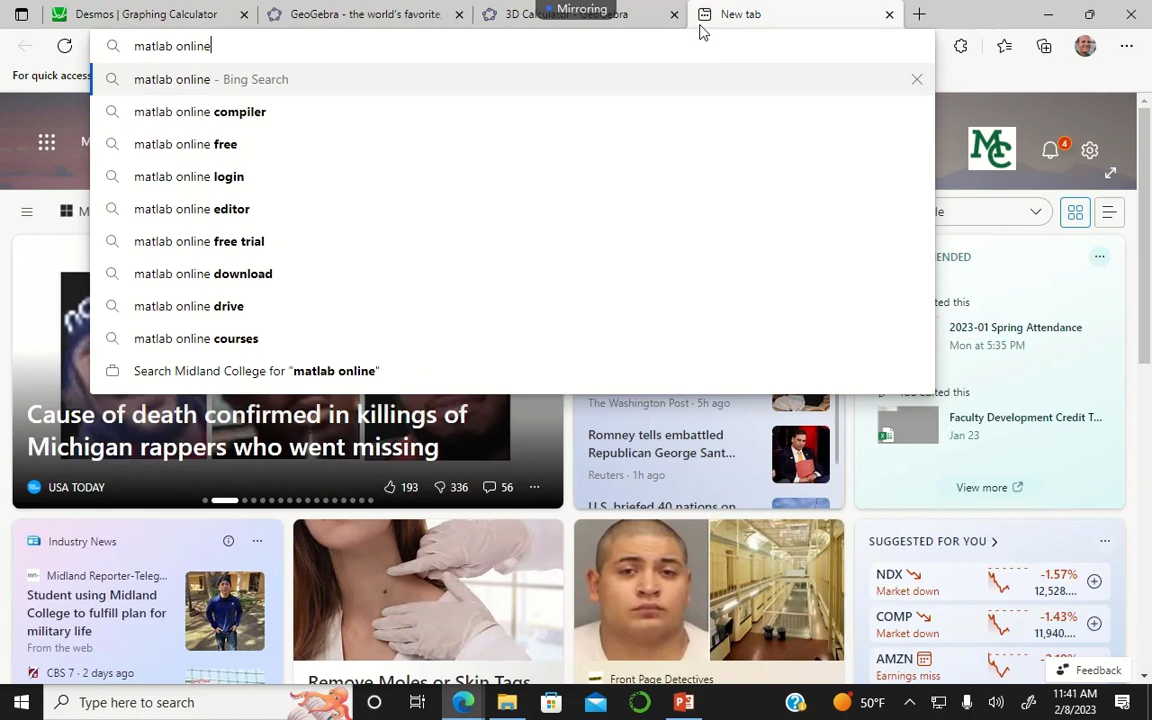 Desmos | Graphing Calculator
GeoGebra - the world's favorite,
3D Calculator - GeoGebra
Mirroring
New tab
matlab online
For quick access
matlab online - Bing Search
matlab online compiler
matlab online free
matlab online login
matlab online editor
matlab online free trial
matlab online download
matlab online drive
matlab online courses
Search Midland College for "matlab online"
MC
4
Cause of death confirmed in killings of
Michigan rappers who went missing
USA TODAY
193
336
56
The Washington Post · 5h ago
Romney tells embattled
Republican George Sant...
Reuters · 1h ago
U.S. briefed 40 nations on
2023-01 Spring Attendance
Mon at 5:35 PM
Faculty Development Credit T...
Jan 23
View more
Industry News
Midland Reporter-Teleg...
Student using Midland
College to fulfill plan for
military life
From the web
CBS 7 · 2 days ago
Remove Moles or Skin Tags
Front Page Detectives
SUGGESTED FOR YOU
NDX
-1.57%
Market down
12,528....
COMP
-1.43%
Market down
11,940....
AMZN
Earnings miss
Feedback
Type here to search
50°F
11:41 AM
2/8/2023